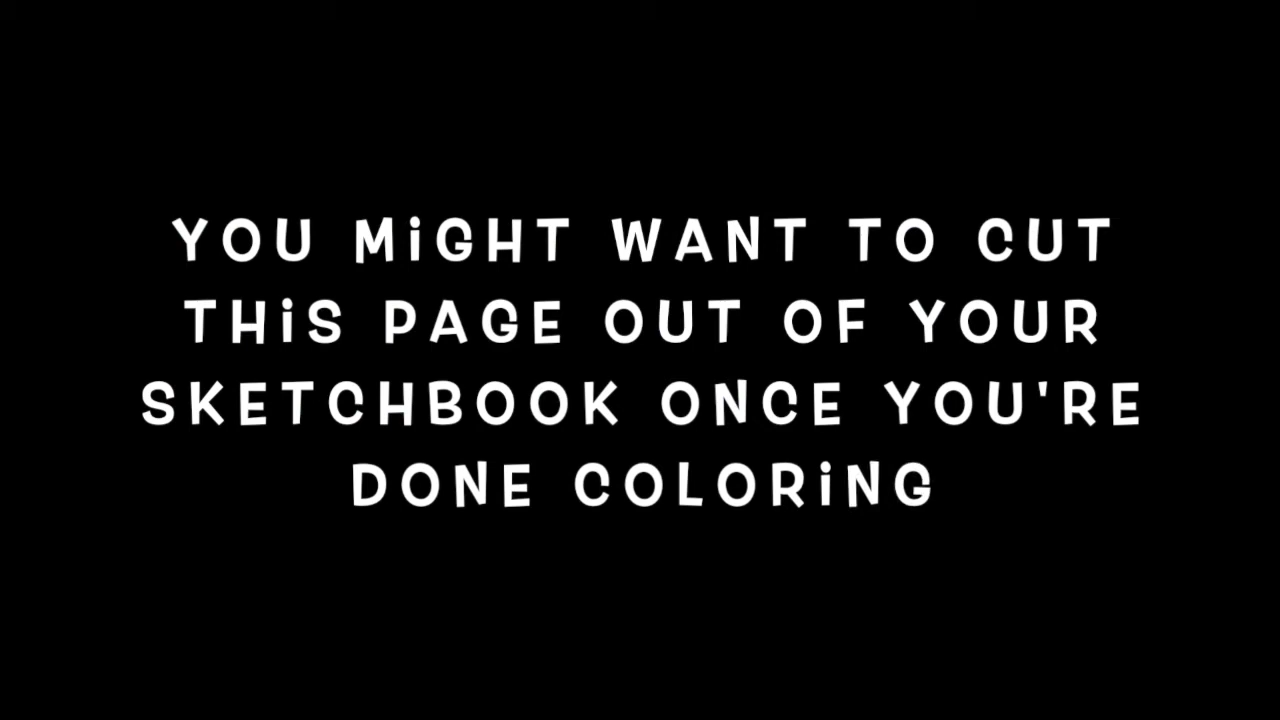 YOU MiGHT WANT TO CUT
THiS PAGE OUT OF YOUR
SKETCHBOOK ONCE YOU'RE
DONE COLORiNG